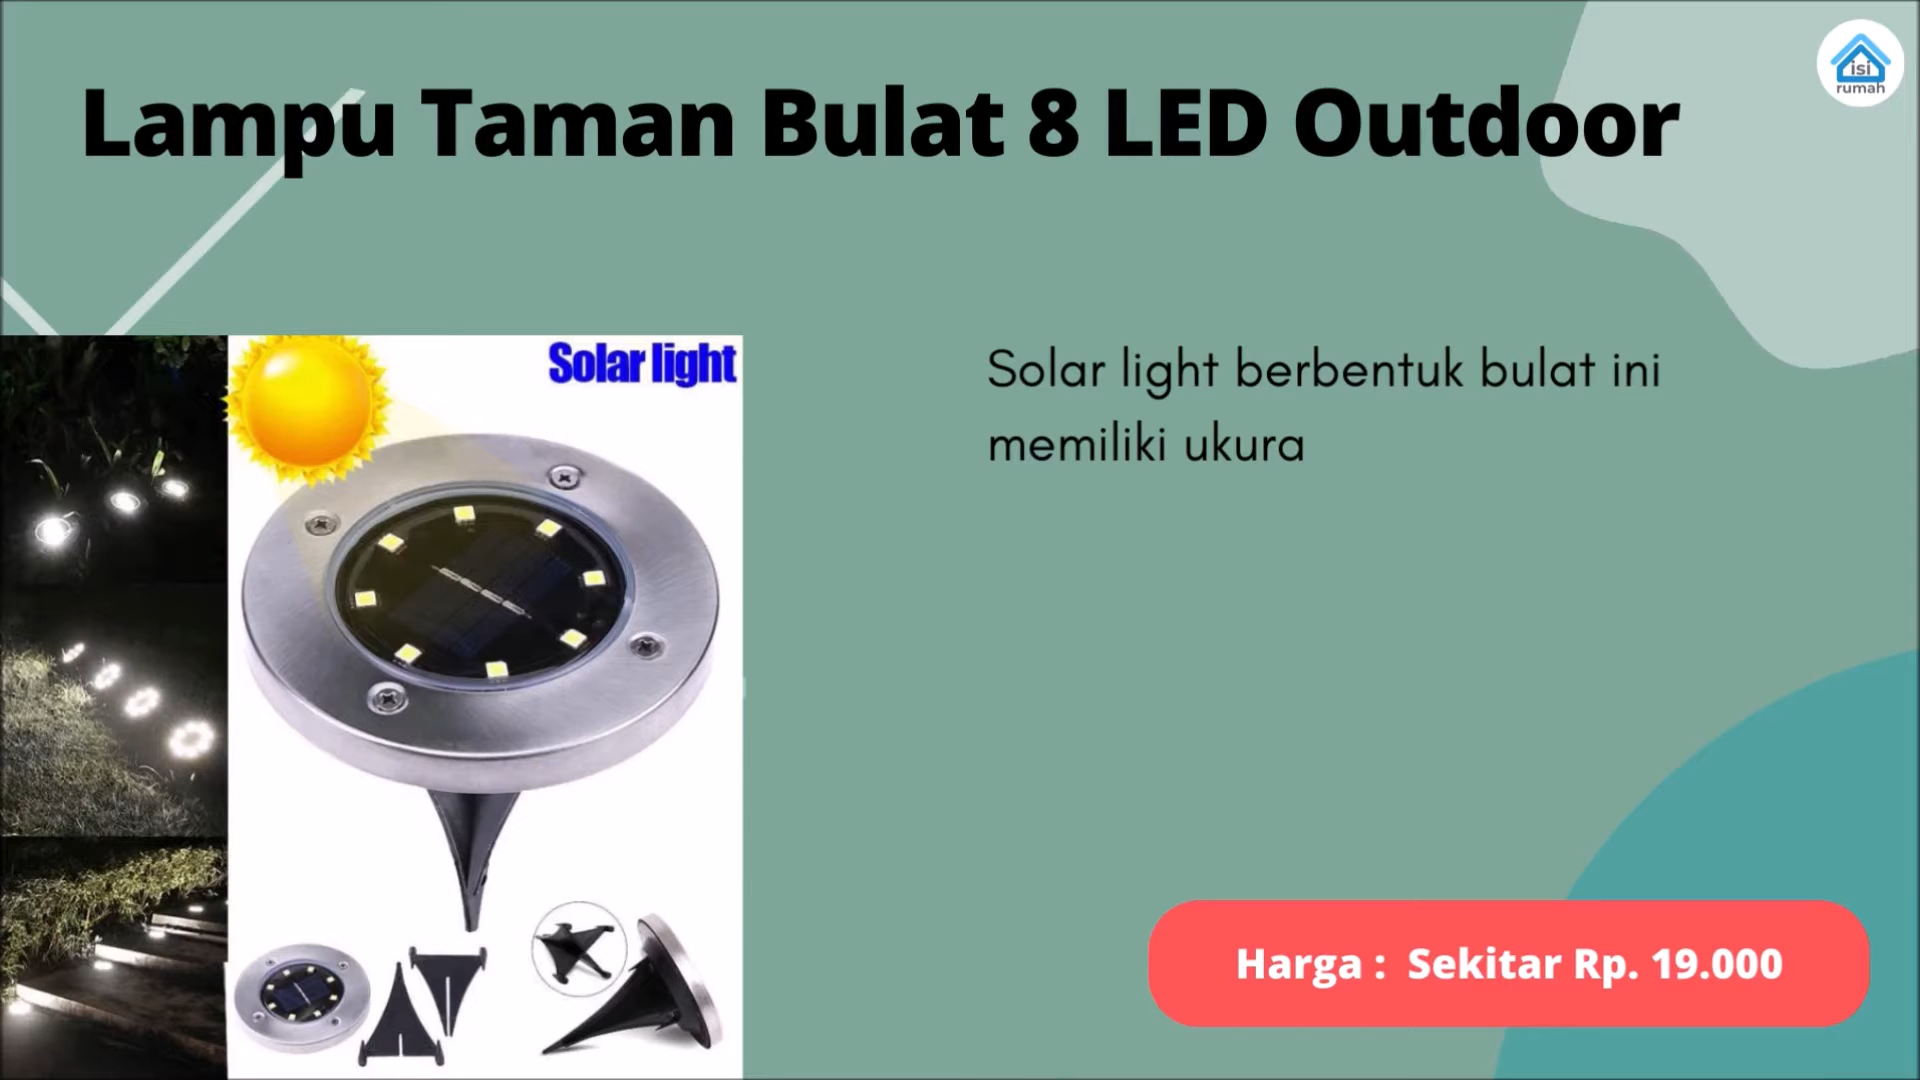 Lampu Taman Bulat 8 LED Outdoor
isi
rumah
Solar light
Solar light berbentuk bulat ini
memiliki ukura
Harga : Sekitar Rp. 19.000